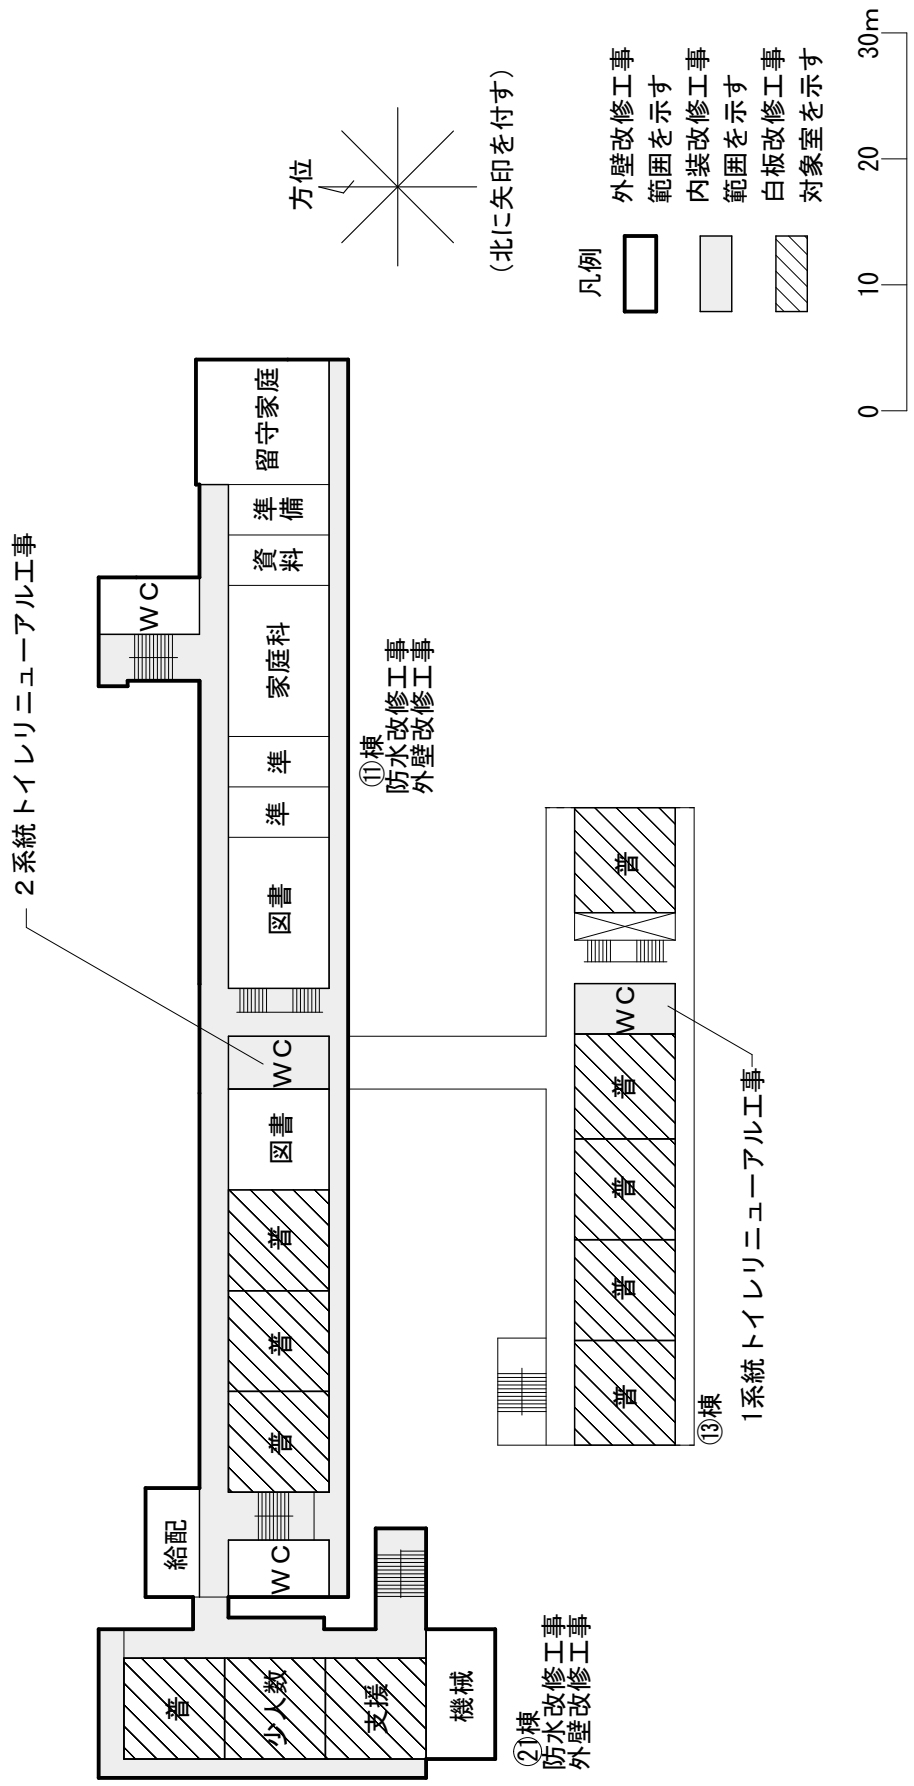 2系統トイレリニューアル工事
WC
留守家庭
準備
資料
家庭科
準
準
図書
WC
図書
普
普
普
WC
給配
⑪棟
防水改修工事
外壁改修工事
普
少人数
支援
機械
㉑棟
防水改修工事
外壁改修工事
普
WC
普
普
普
普
⑬棟
1系統トイレリニューアル工事
方位
(北に矢印を付す)
凡例
外壁改修工事
範囲を示す
内装改修工事
範囲を示す
白板改修工事
対象室を示す
0 10 20 30m